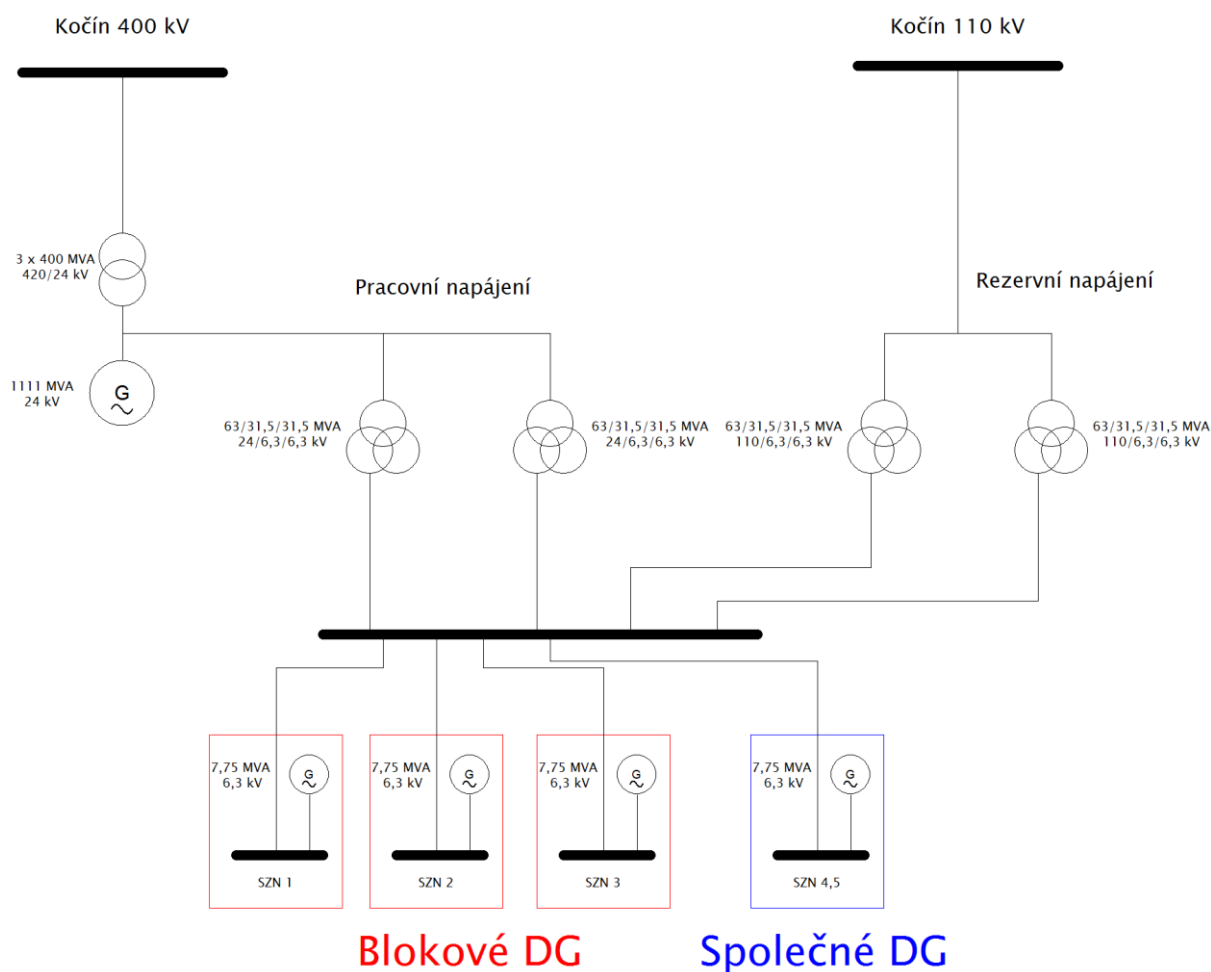 Kočín 400 kV
Kočín 110 kV
3 x 400 MVA
420/24 kV
Pracovní napájení
Rezervní napájení
1111 MVA
24 kV
G
63/31,5/31,5 MVA
24/6,3/6,3 kV
63/31,5/31,5 MVA
24/6,3/6,3 kV
63/31,5/31,5 MVA
110/6,3/6,3 kV
63/31,5/31,5 MVA
110/6,3/6,3 kV
7,75 MVA
6,3 kV
G
SZN 1
7,75 MVA
6,3 kV
G
SZN 2
7,75 MVA
6,3 kV
G
SZN 3
7,75 MVA
6,3 kV
G
SZN 4,5
Blokové DG
Společné DG